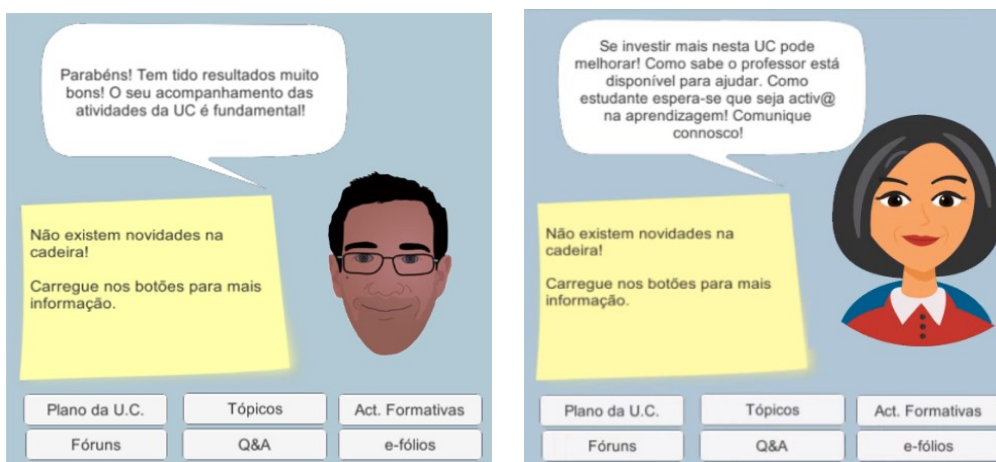 Parabéns! Tem tido resultados muito
bons! O seu acompanhamento das
atividades da UC é fundamental!
Não existem novidades na
cadeira!
Carregue nos botões para mais
informação.
Plano da U.C.
Tópicos
Act. Formativas
Fóruns
Q&A
e-fólios
Se investir mais nesta UC pode
melhorar! Como sabe o professor está
disponível para ajudar. Como
estudante espera-se que seja activ@
na aprendizagem! Comunique
connosco!
Não existem novidades na
cadeira!
Carregue nos botões para mais
informação.
Plano da U.C.
Tópicos
Act. Formativas
Fóruns
Q&A
e-fólios